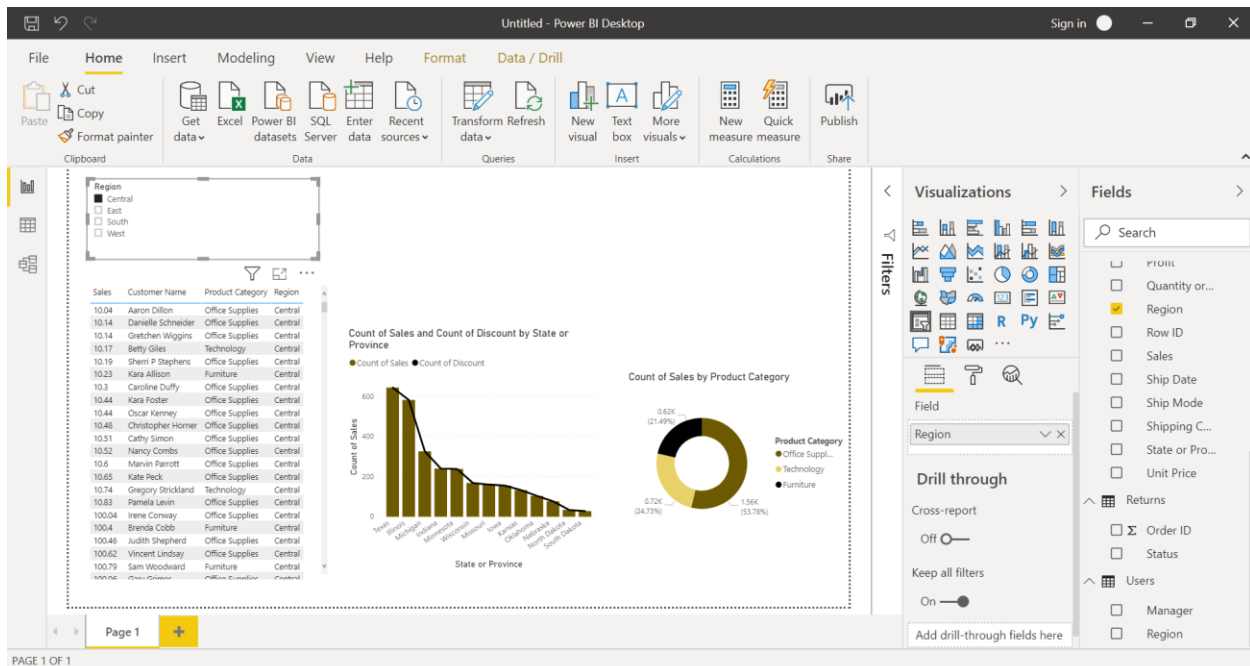 Untitled - Power BI Desktop
Sign in
File Home Insert Modeling View Help Format Data / Drill
Paste
Cut
Copy
Format painter
Clipboard
Get data
Excel
Power BI datasets
SQL Server
Enter data
Recent sources
Data
Transform data
Refresh
Queries
New visual
Text box
More visuals
Insert
New measure
Quick measure
Calculations
Publish
Share
Region
Central
East
South
West
Sales Customer Name Product Category Region
10.04 Aaron Dillon Office Supplies Central
10.14 Danielle Schneider Office Supplies Central
10.14 Gretchen Wiggins Office Supplies Central
10.17 Betty Giles Technology Central
10.19 Sherri P Stephens Office Supplies Central
10.23 Kara Allison Furniture Central
10.3 Caroline Duffy Office Supplies Central
10.44 Kara Foster Office Supplies Central
10.44 Oscar Kenney Office Supplies Central
10.48 Christopher Horner Office Supplies Central
10.51 Cathy Simon Office Supplies Central
10.52 Nancy Combs Office Supplies Central
10.6 Marvin Parrott Office Supplies Central
10.65 Kate Peck Office Supplies Central
10.74 Gregory Strickland Technology Central
10.83 Pamela Levin Office Supplies Central
100.04 Irene Conway Office Supplies Central
100.4 Brenda Cobb Furniture Central
100.46 Judith Shepherd Office Supplies Central
100.62 Vincent Lindsay Office Supplies Central
100.79 Sam Woodward Furniture Central
Count of Sales and Count of Discount by State or
Province
Count of Sales Count of Discount
Count of Sales
600
400
200
0
Texas
Illinois
Michigan
Indiana
Minnesota
Wisconsin
Missouri
Iowa
Kansas
Oklahoma
Nebraska
North Dakota
South Dakota
State or Province
Count of Sales by Product Category
0.62K
(21.49%)
0.72K
(24.73%)
1.56K
(53.78%)
Product Category
Office Suppl...
Technology
Furniture
Filters
Visualizations
123
R Py
Field
Region
Drill through
Cross-report
Off
Keep all filters
On
Add drill-through fields here
Fields
Search
Profit
Quantity or...
Region
Row ID
Sales
Ship Date
Ship Mode
Shipping C...
State or Pro...
Unit Price
Returns
Σ Order ID
Status
Users
Manager
Region
Page 1
PAGE 1 OF 1